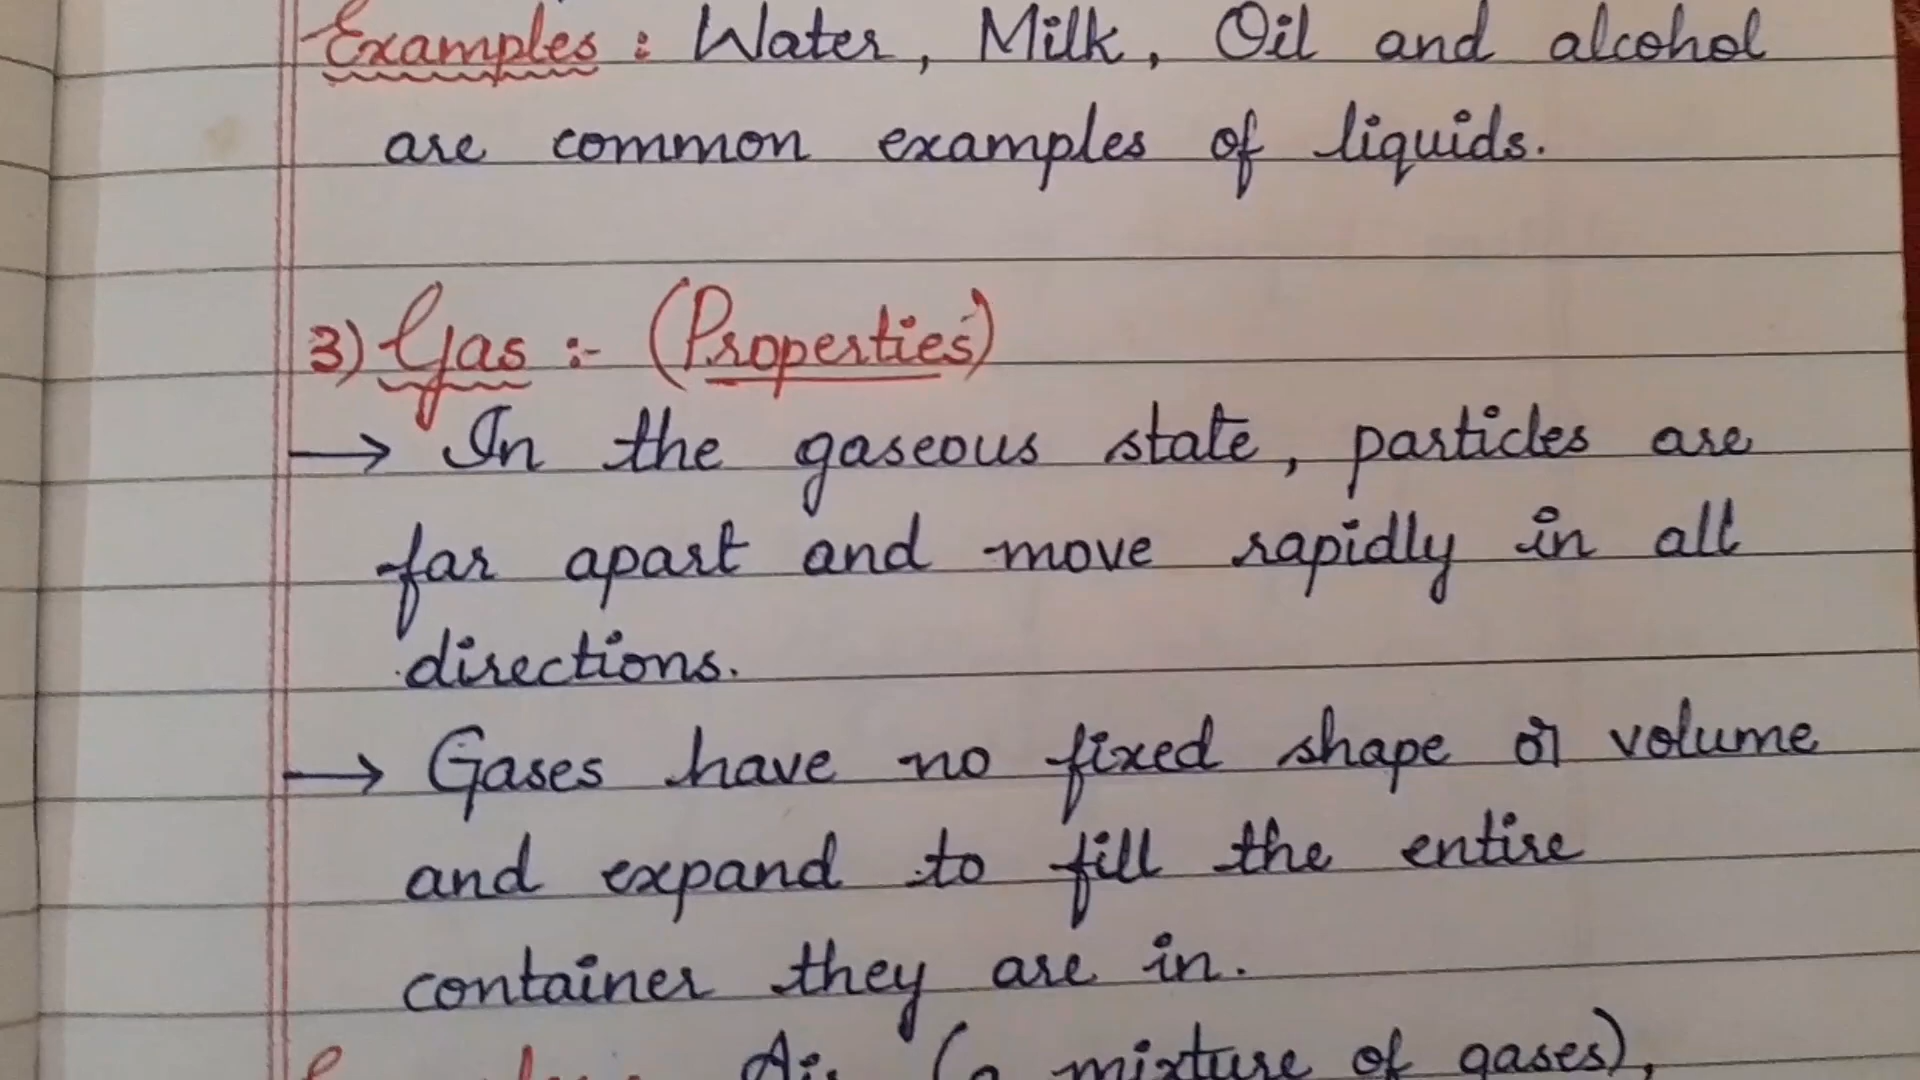 Examples : Water, Milk, Oil and alcohol
are common examples of liquids.
3) Gas :- (Properties)
→ In the gaseous state, particles are
far apart and move rapidly in all
directions.
→ Gases have no fixed shape or volume
and expand to fill the entire
container they are in.
Air (a mixture of gases),